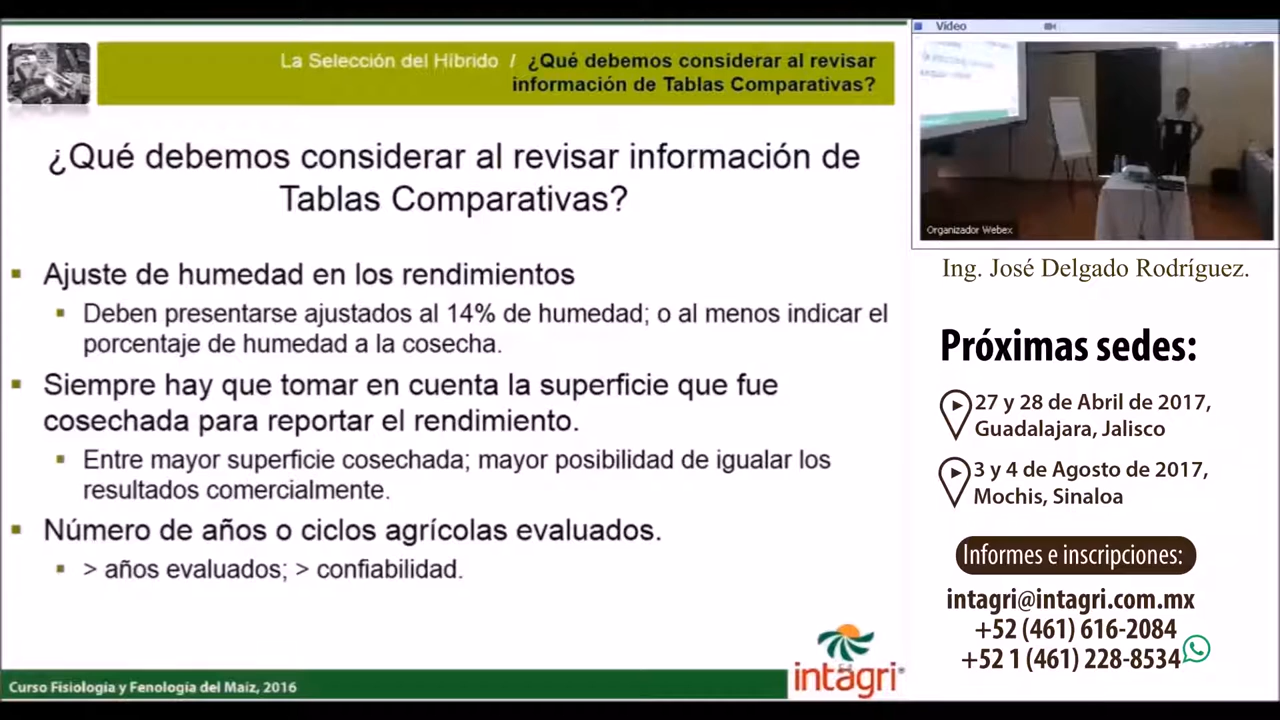 La Selección del Híbrido / ¿Qué debemos considerar al revisar
información de Tablas Comparativas?
¿Qué debemos considerar al revisar información de
Tablas Comparativas?
Ajuste de humedad en los rendimientos
Deben presentarse ajustados al 14% de humedad; o al menos indicar el
porcentaje de humedad a la cosecha.
Siempre hay que tomar en cuenta la superficie que fue
cosechada para reportar el rendimiento.
Entre mayor superficie cosechada; mayor posibilidad de igualar los
resultados comercialmente.
Número de años o ciclos agrícolas evaluados.
> años evaluados; > confiabilidad.
Curso Fisiología y Fenología del Maíz, 2016
intagri®
Vídeo
Organizador Webex
Ing. José Delgado Rodríguez.
Próximas sedes:
27 y 28 de Abril de 2017,
Guadalajara, Jalisco
3 y 4 de Agosto de 2017,
Mochis, Sinaloa
Informes e inscripciones:
intagri@intagri.com.mx
+52 (461) 616-2084
+52 1 (461) 228-8534